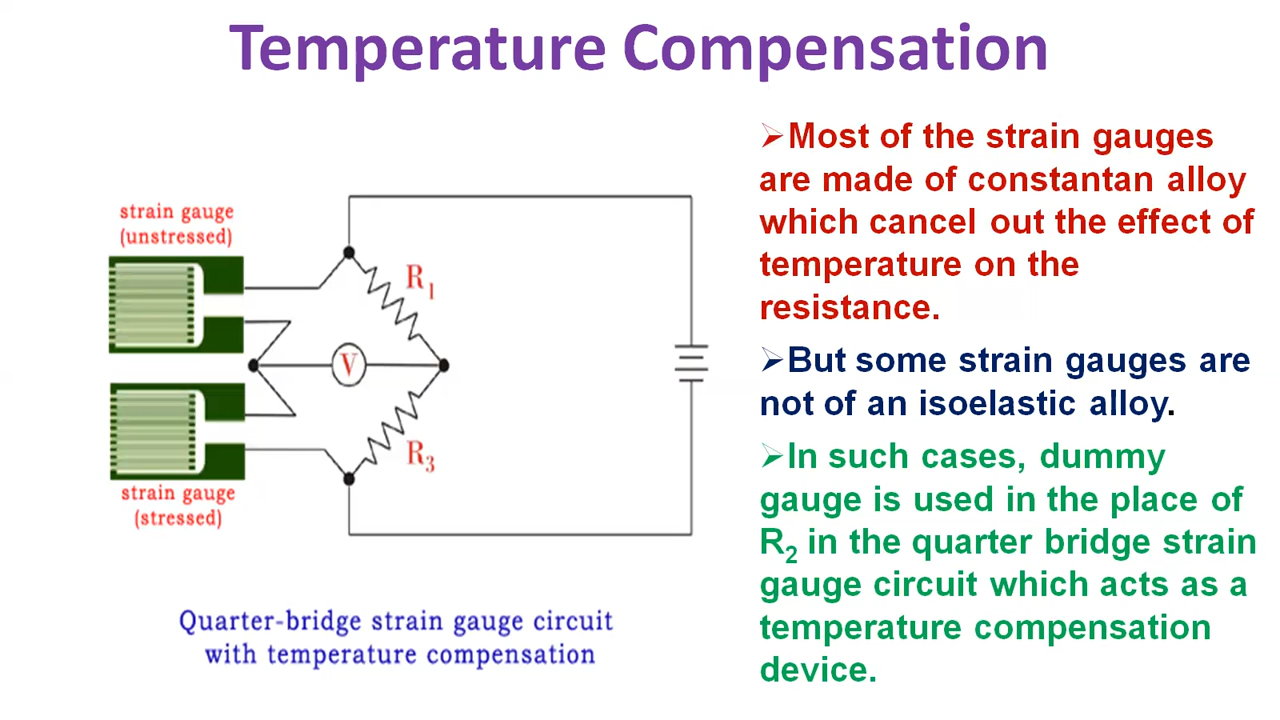 Temperature Compensation
strain gauge
(unstressed)
R1
V
R3
strain gauge
(stressed)
Quarter-bridge strain gauge circuit
with temperature compensation
➢Most of the strain gauges
are made of constantan alloy
which cancel out the effect of
temperature on the
resistance.
➢But some strain gauges are
not of an isoelastic alloy.
➢In such cases, dummy
gauge is used in the place of
R2 in the quarter bridge strain
gauge circuit which acts as a
temperature compensation
device.